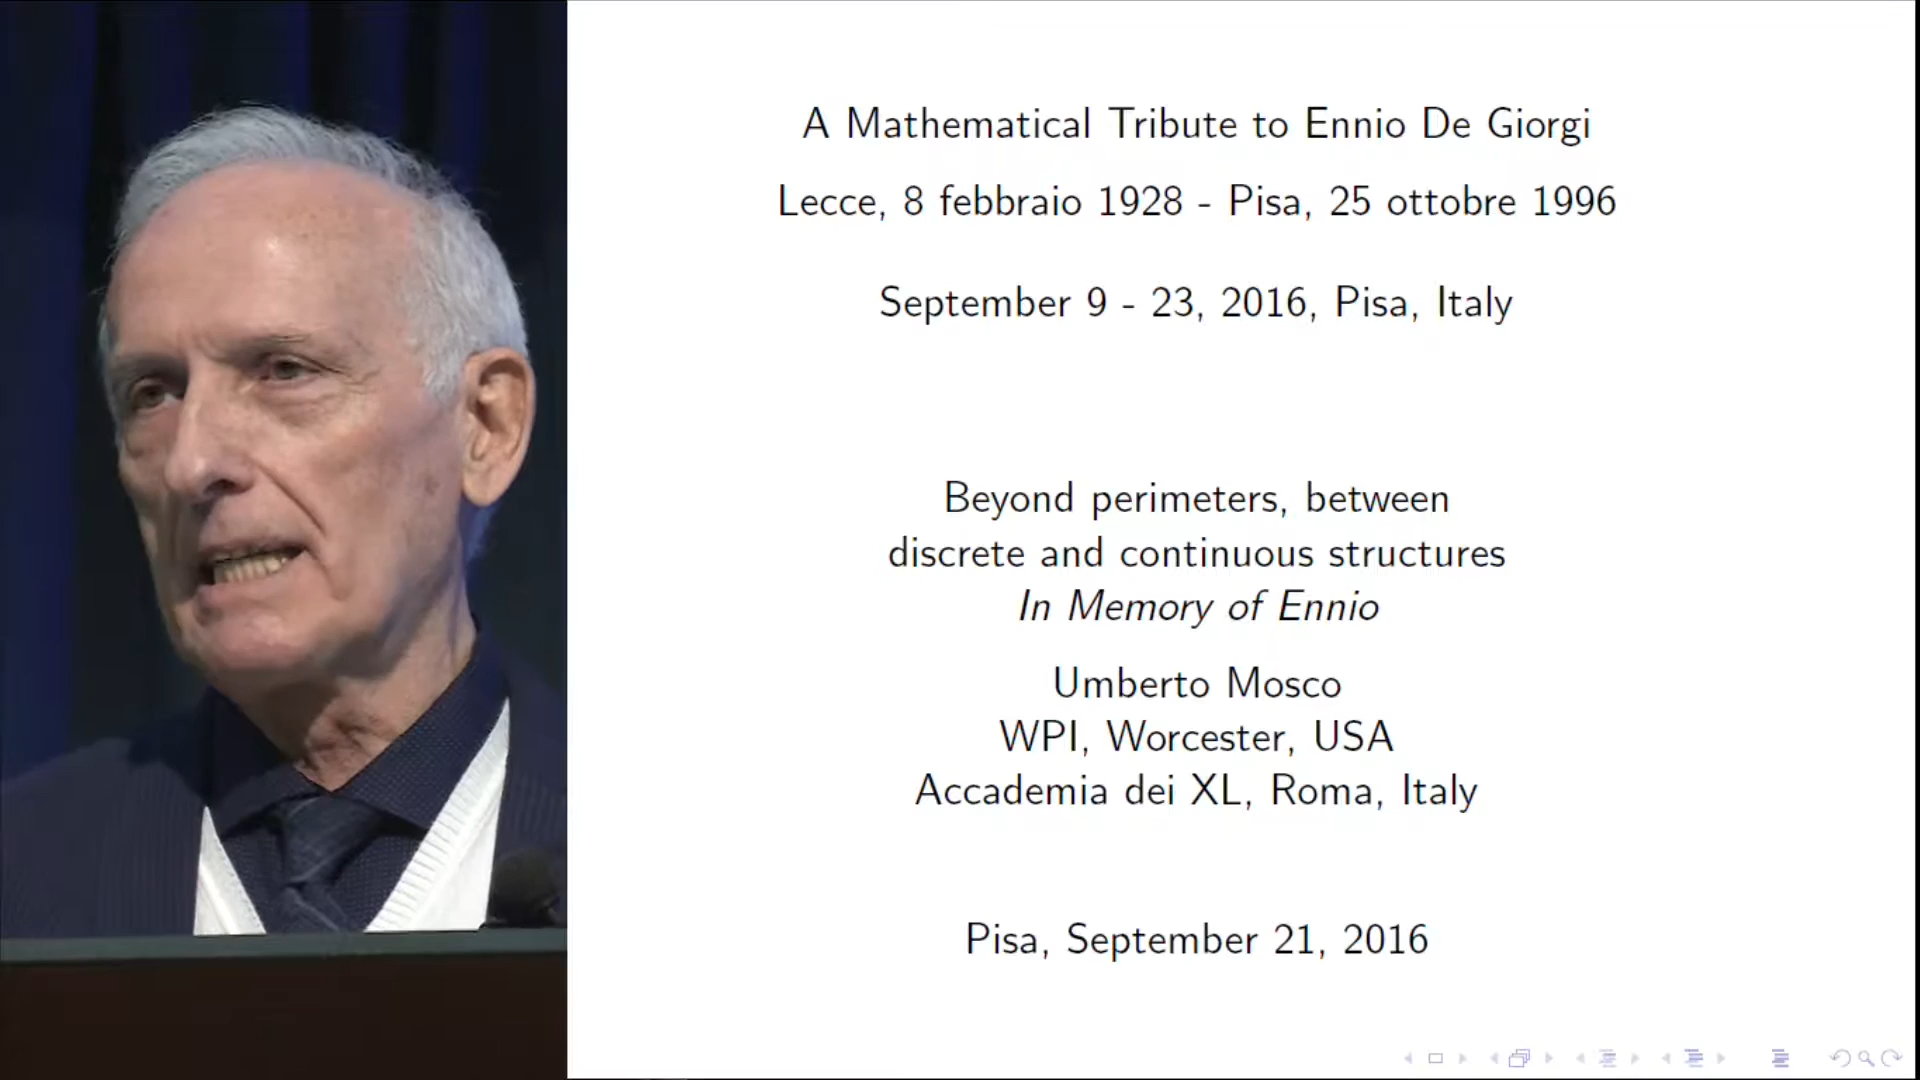 A Mathematical Tribute to Ennio De Giorgi
Lecce, 8 febbraio 1928 - Pisa, 25 ottobre 1996
September 9 - 23, 2016, Pisa, Italy
Beyond perimeters, between
discrete and continuous structures
In Memory of Ennio
Umberto Mosco
WPI, Worcester, USA
Accademia dei XL, Roma, Italy
Pisa, September 21, 2016